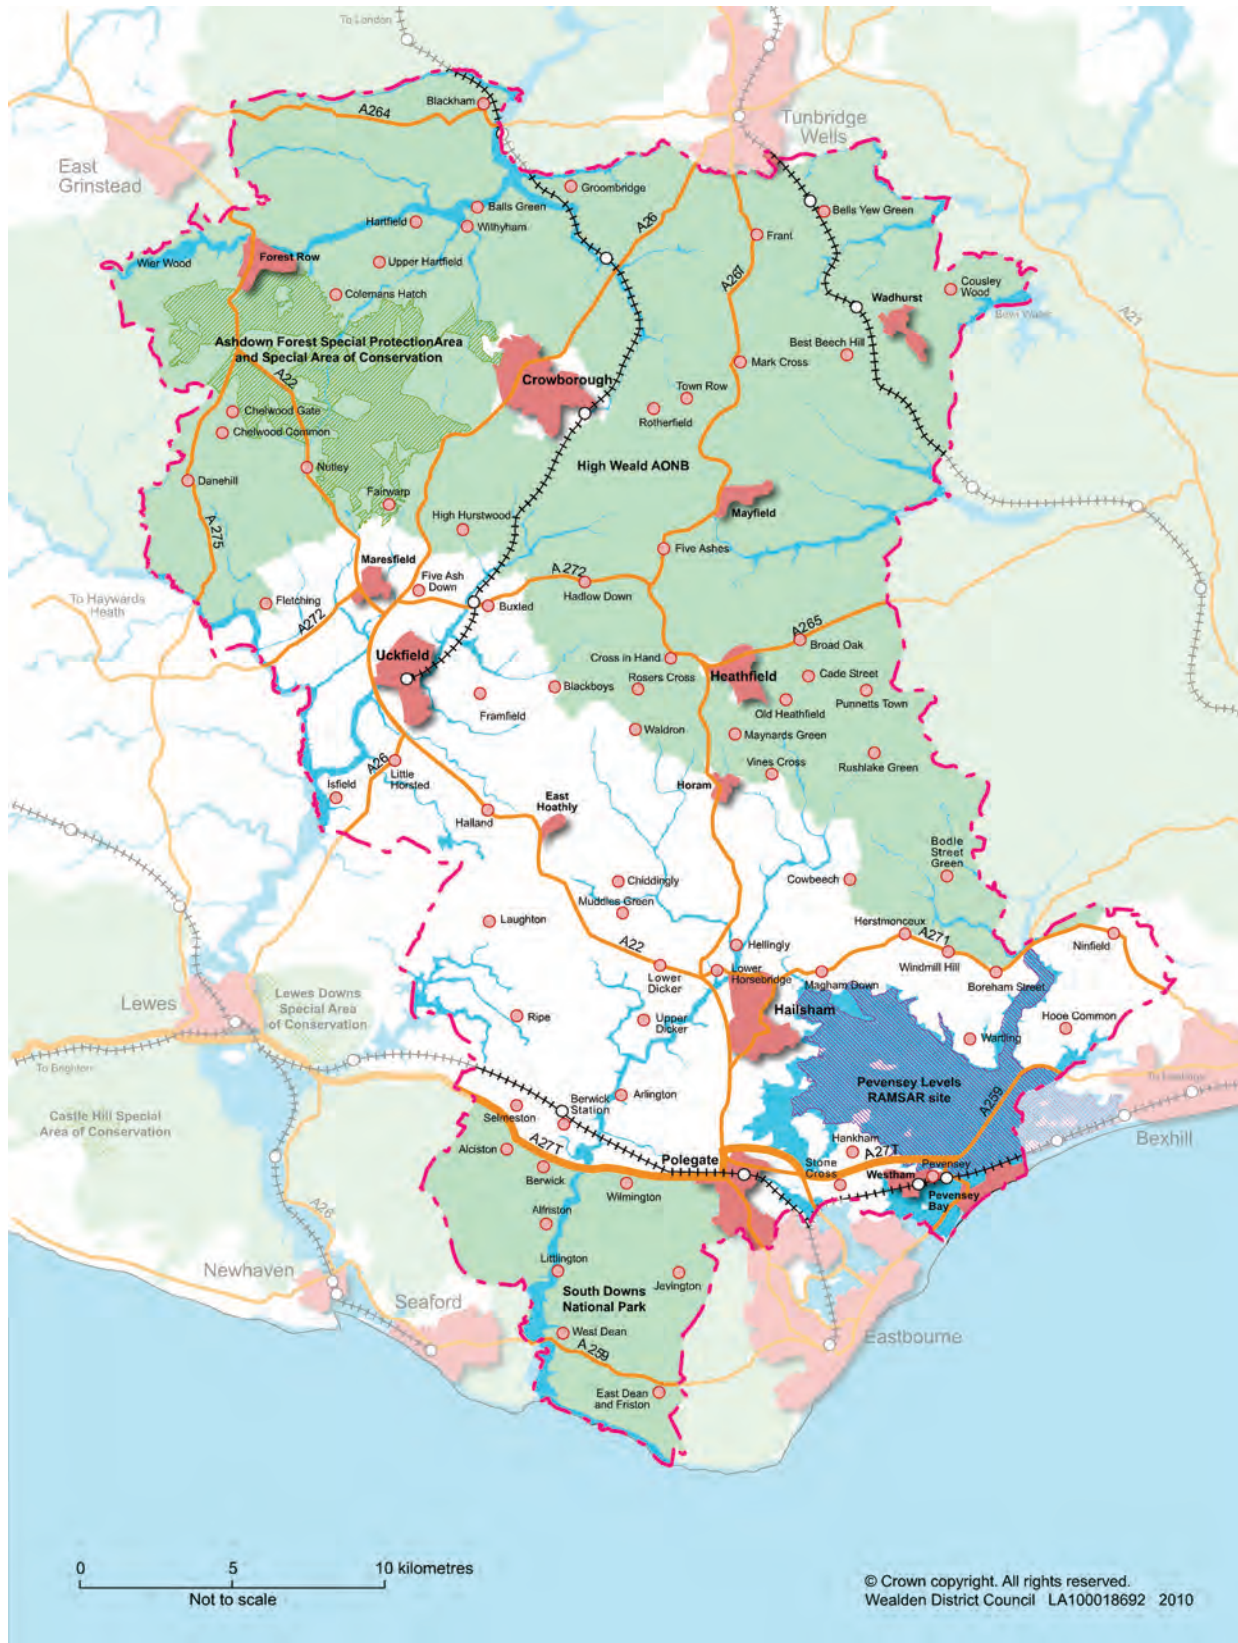 To London
Blackham
A264
Tunbridge
Wells
East
Grinstead
Groombridge
Balls Green
Hartfield
Wilhyham
A26
Bells Yew Green
Frant
Forest Row
Wier Wood
Upper Hartfield
A267
Cousley
Wood
Colemans Hatch
Wadhurst
Bewl Water
A21
Ashdown Forest Special ProtectionArea
and Special Area of Conservation
Best Beech Hill
Mark Cross
A22
Crowborough
Town Row
Chelwood Gate
Rotherfield
Chelwood Common
High Weald AONB
Nutley
Danehill
Fairwarp
Mayfield
High Hurstwood
A 275
Five Ashes
Maresfield
A 272
Five Ash
Down
Hadlow Down
To Haywards
Heath
Fletching
Buxted
A272
A265
Broad Oak
Uckfield
Cross in Hand
Heathfield
Cade Street
Rosers Cross
Blackboys
Punnetts Town
Old Heathfield
Framfield
Waldron
Maynards Green
A26
Vines Cross
Rushlake Green
Little
Horsted
Isfield
Horam
East
Hoathly
Halland
Bodle
Street
Green
Chiddingly
Cowbeech
Muddles Green
Laughton
Herstmonceux
A271
Ninfield
A22
Hellingly
Windmill Hill
Lower
Dicker
Lower
Horsebridge
Magham Down
Boreham Street
Lewes
Lewes Downs
Special Area
of Conservation
Hailsham
Ripe
Upper
Dicker
Hooe Common
Wartling
To Brighton
Pevensey Levels
RAMSAR site
To Hastings
A259
Arlington
Berwick
Station
Castle Hill Special
Area of Conservation
Selmeston
Bexhill
A27T
Hankham
A27T
Alciston
Polegate
Stone
Cross
Pevensey
Westham
Berwick
Wilmington
Pevensey
Bay
A26
Alfriston
Newhaven
Littlington
Jevington
South Downs
National Park
Seaford
West Dean
Eastbourne
A 259
East Dean
and Friston
0 5 10 kilometres
Not to scale
© Crown copyright. All rights reserved.
Wealden District Council LA100018692 2010